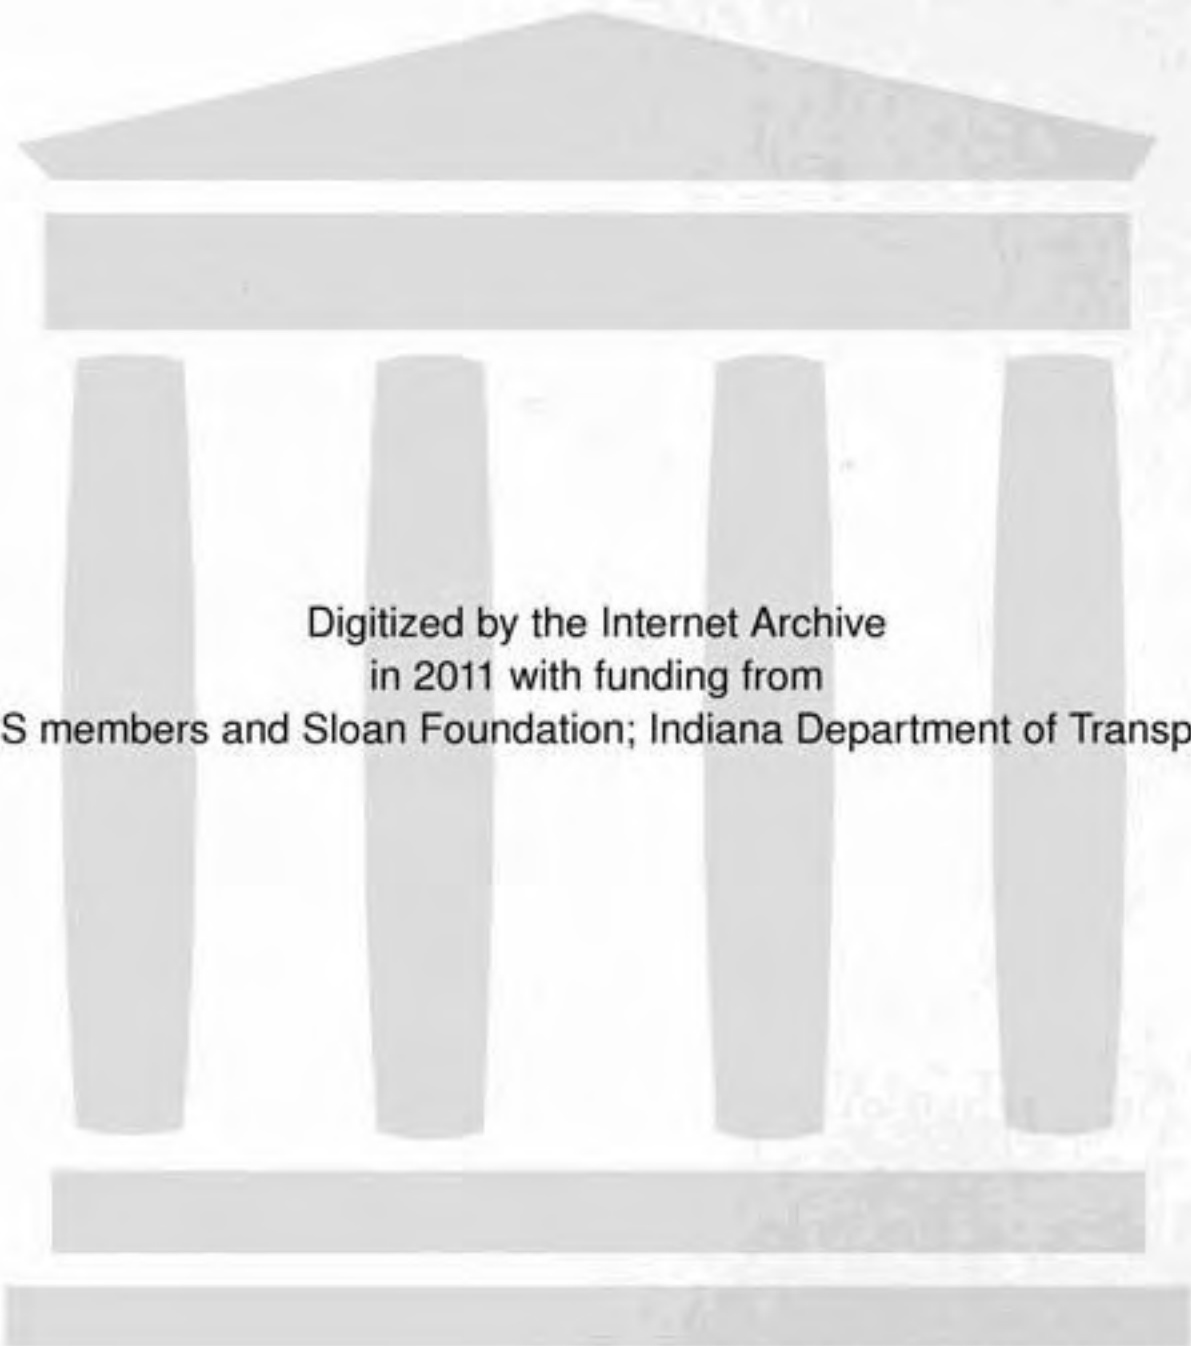 Digitized by the Internet Archive
in 2011 with funding from
S members and Sloan Foundation; Indiana Department of Transp